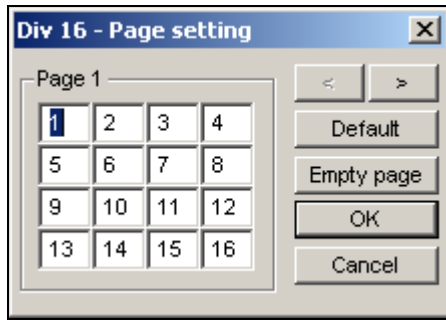 Div 16 - Page setting
Page 1
1 2 3 4
5 6 7 8
9 10 11 12
13 14 15 16
< >
Default
Empty page
OK
Cancel